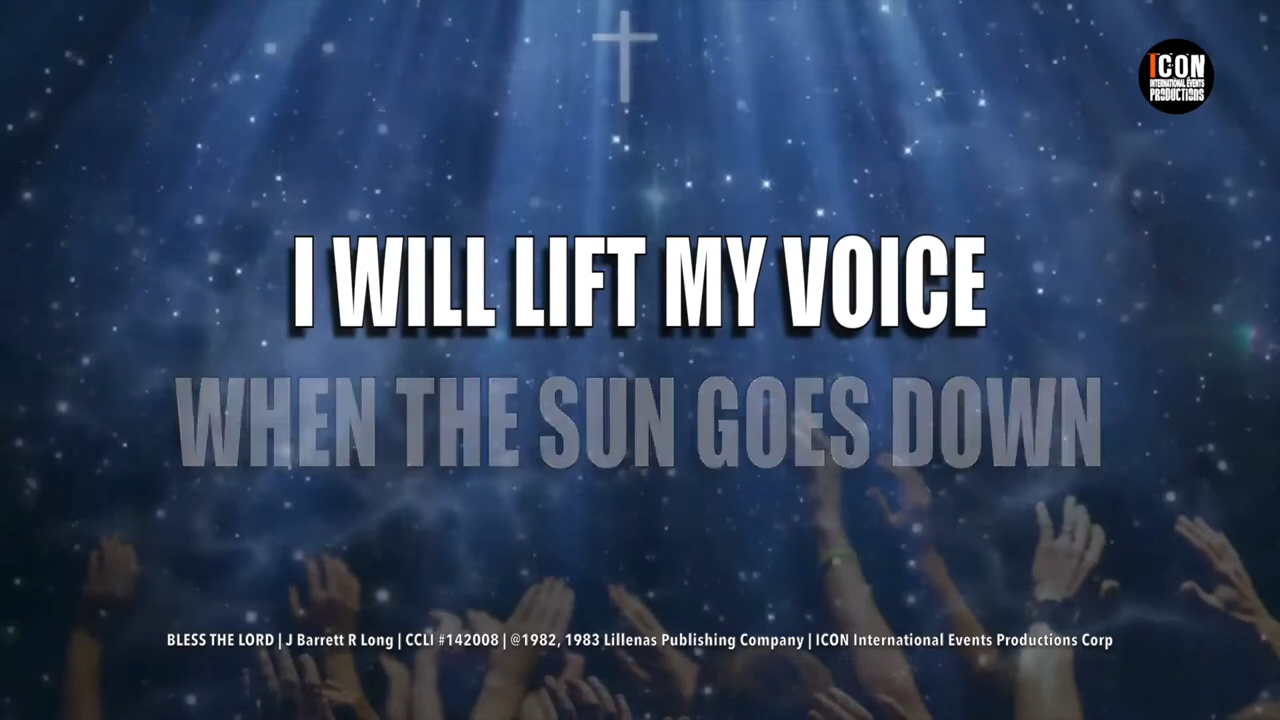 ICON
INTERNATIONAL EVENTS
PRODUCTIONS
I WILL LIFT MY VOICE
WHEN THE SUN GOES DOWN
BLESS THE LORD | J Barrett R Long | CCLI #142008 | @1982, 1983 Lillenas Publishing Company | ICON International Events Productions Corp